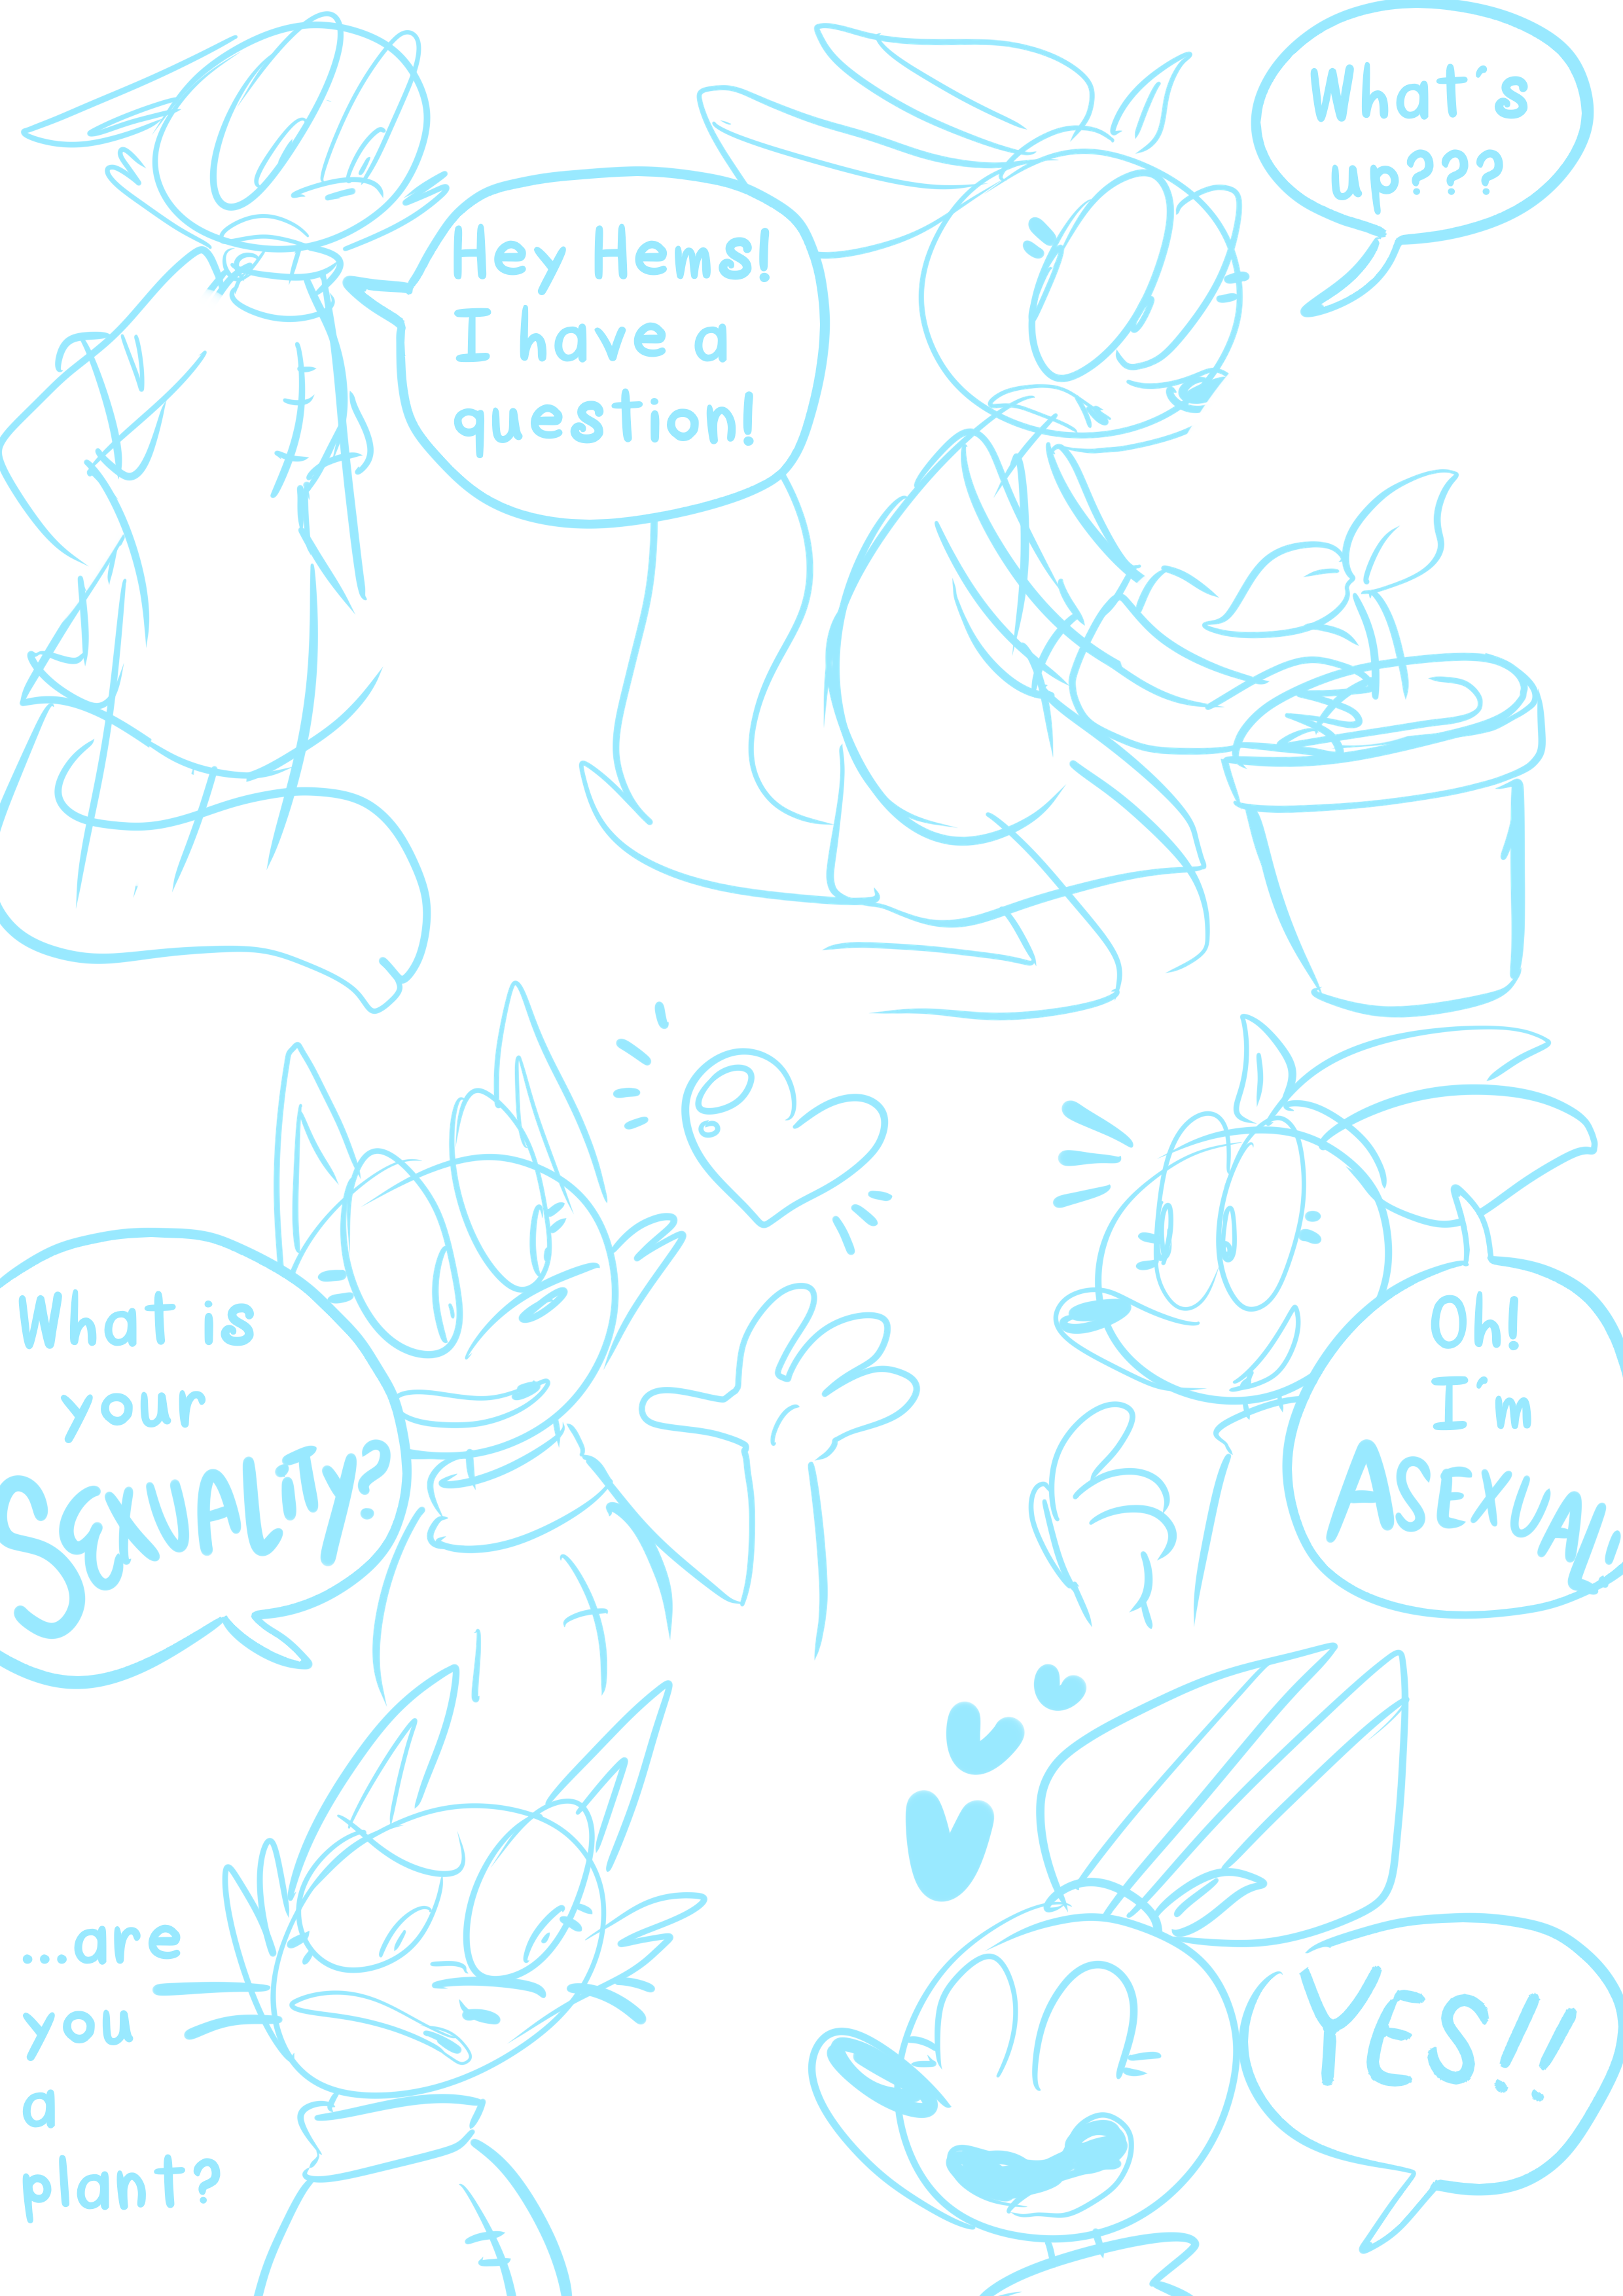 Hey Hems!
I have a
question!
What's
up???
What is
your
SExUAlity?
Oh!
I'm
ASExUAl!
...are
you
a
plant?
YES!!